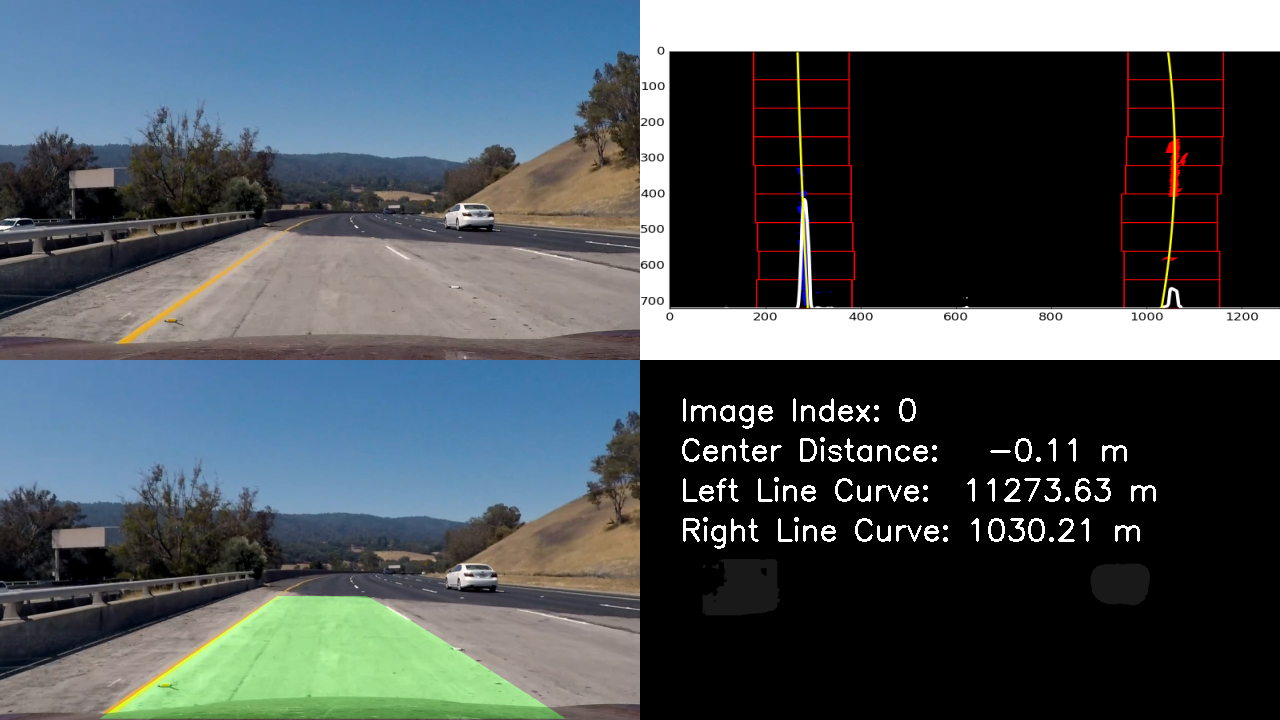 0
100
200
300
400
500
600
700
0 200 400 600 800 1000 1200
Image Index: 0
Center Distance: −0.11 m
Left Line Curve: 11273.63 m
Right Line Curve: 1030.21 m